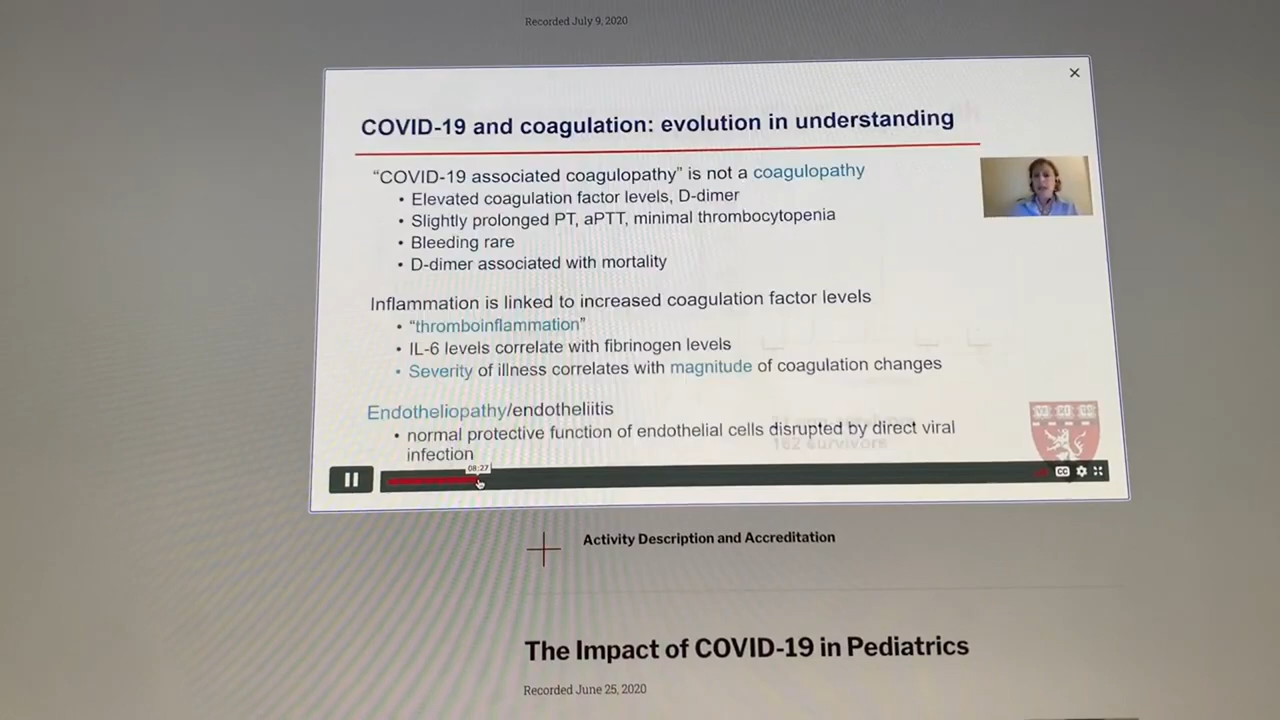 Recorded July 9, 2020
COVID-19 and coagulation: evolution in understanding
“COVID-19 associated coagulopathy” is not a coagulopathy
• Elevated coagulation factor levels, D-dimer
• Slightly prolonged PT, aPTT, minimal thrombocytopenia
• Bleeding rare
• D-dimer associated with mortality
Inflammation is linked to increased coagulation factor levels
• “thromboinflammation”
• IL-6 levels correlate with fibrinogen levels
• Severity of illness correlates with magnitude of coagulation changes
Endotheliopathy/endotheliitis
• normal protective function of endothelial cells disrupted by direct viral
infection
162 survivors
08:27
CC
Activity Description and Accreditation
The Impact of COVID-19 in Pediatrics
Recorded June 25, 2020